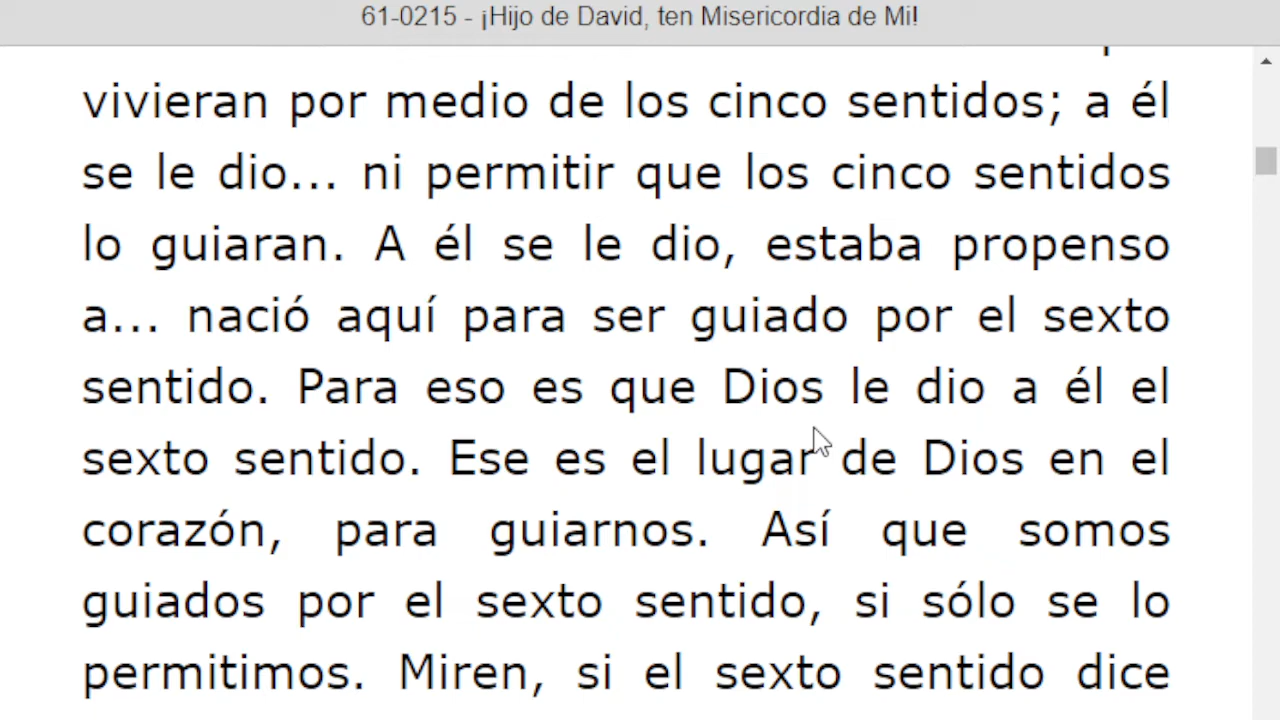 61-0215 - ¡Hijo de David, ten Misericordia de Mi!
vivieran por medio de los cinco sentidos; a él
se le dio... ni permitir que los cinco sentidos
lo guiaran. A él se le dio, estaba propenso
a... nació aquí para ser guiado por el sexto
sentido. Para eso es que Dios le dio a él el
sexto sentido. Ese es el lugar de Dios en el
corazón, para guiarnos. Así que somos
guiados por el sexto sentido, si sólo se lo
permitimos. Miren, si el sexto sentido dice